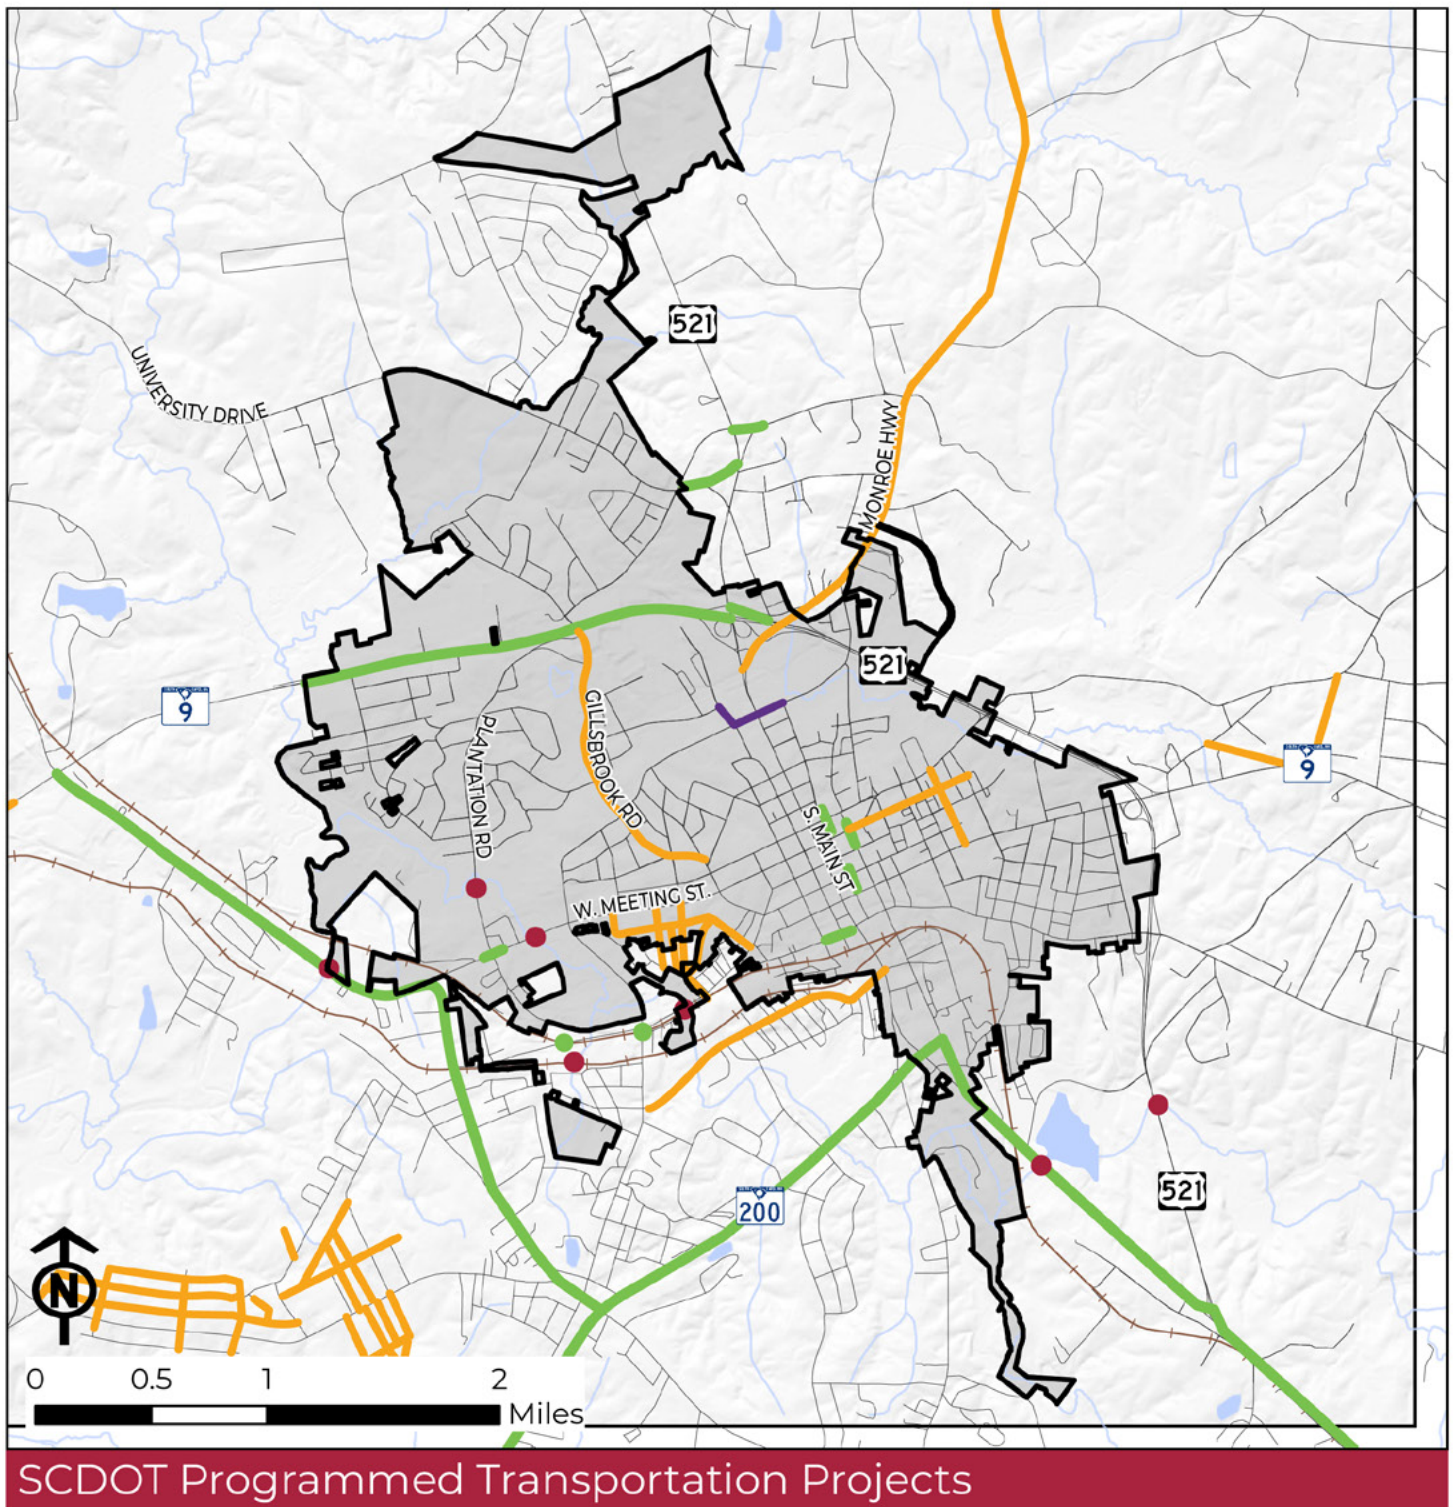 521
UNIVERSITY DRIVE
MONROE HWY
521
9
GILLSBROOK RD
PLANTATION RD
9
S. MAIN ST
W. MEETING ST.
521
200
N
0 0.5 1 2
Miles
SCDOT Programmed Transportation Projects